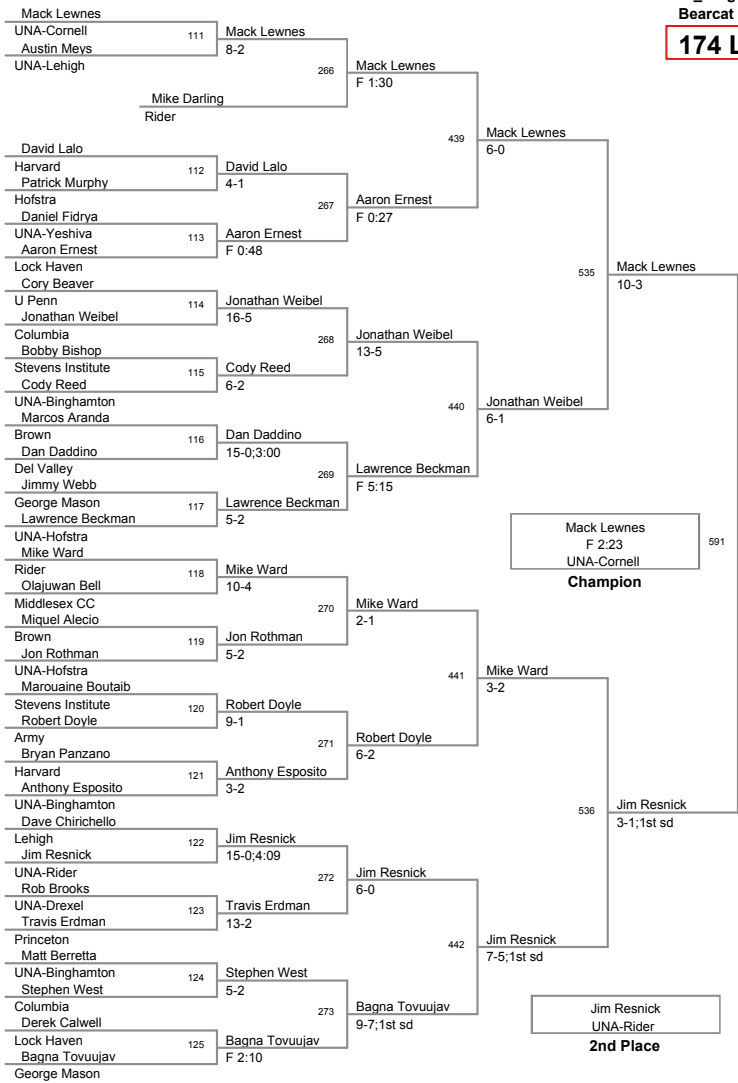 Bearcat
174 L
Mack Lewnes
UNA-Cornell
111
Mack Lewnes
Austin Meys
8-2
UNA-Lehigh
266
Mack Lewnes
F 1:30
Mike Darling
Rider
439
Mack Lewnes
6-0
David Lalo
Harvard
112
David Lalo
Patrick Murphy
4-1
Hofstra
267
Aaron Ernest
Daniel Fidrya
F 0:27
UNA-Yeshiva
113
Aaron Ernest
Aaron Ernest
F 0:48
Lock Haven
535
Mack Lewnes
10-3
Cory Beaver
U Penn
114
Jonathan Weibel
Jonathan Weibel
16-5
Columbia
268
Jonathan Weibel
Bobby Bishop
13-5
Stevens Institute
115
Cody Reed
Cody Reed
6-2
UNA-Binghamton
440
Jonathan Weibel
Marcos Aranda
6-1
Brown
116
Dan Daddino
Dan Daddino
15-0;3:00
Del Valley
269
Lawrence Beckman
Jimmy Webb
F 5:15
George Mason
117
Lawrence Beckman
Lawrence Beckman
5-2
UNA-Hofstra
Mack Lewnes
F 2:23
UNA-Cornell
591
Champion
Mike Ward
Rider
118
Mike Ward
Olajuwan Bell
10-4
Middlesex CC
270
Mike Ward
Miquel Alecio
2-1
Brown
119
Jon Rothman
Jon Rothman
5-2
UNA-Hofstra
441
Mike Ward
Marouaine Boutaib
3-2
Stevens Institute
120
Robert Doyle
Robert Doyle
9-1
Army
271
Robert Doyle
Bryan Panzano
6-2
Harvard
121
Anthony Esposito
Anthony Esposito
3-2
UNA-Binghamton
536
Jim Resnick
3-1;1st sd
Dave Chirichello
Lehigh
122
Jim Resnick
Jim Resnick
15-0;4:09
UNA-Rider
272
Jim Resnick
Rob Brooks
6-0
UNA-Drexel
123
Travis Erdman
Travis Erdman
13-2
Princeton
442
Jim Resnick
Matt Berretta
7-5;1st sd
UNA-Binghamton
124
Stephen West
Stephen West
5-2
Columbia
273
Bagna Tovuujav
Derek Calwell
9-7;1st sd
Lock Haven
125
Bagna Tovuujav
Bagna Tovuujav
F 2:10
George Mason
Jim Resnick
UNA-Rider
2nd Place